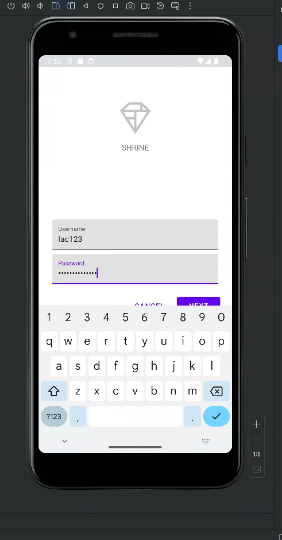 7:52
SHRINE
Username
lac123
Password
••••••••••••••
CANCEL NEXT
1 2 3 4 5 6 7 8 9 0
q w e r t y u i o p
a s d f g h j k l
z x c v b n m
?123 , .
1:1